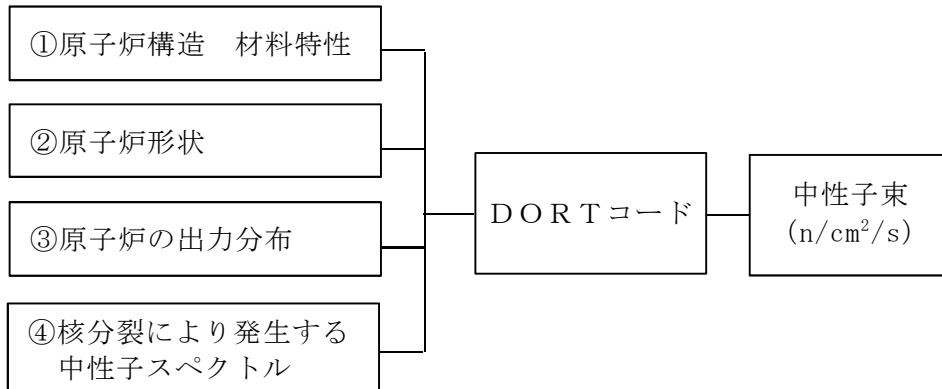 ①原子炉構造　材料特性
②原子炉形状
③原子炉の出力分布
④核分裂により発生する
中性子スペクトル
ＤＯＲＴコード
中性子束
(n/cm²/s)